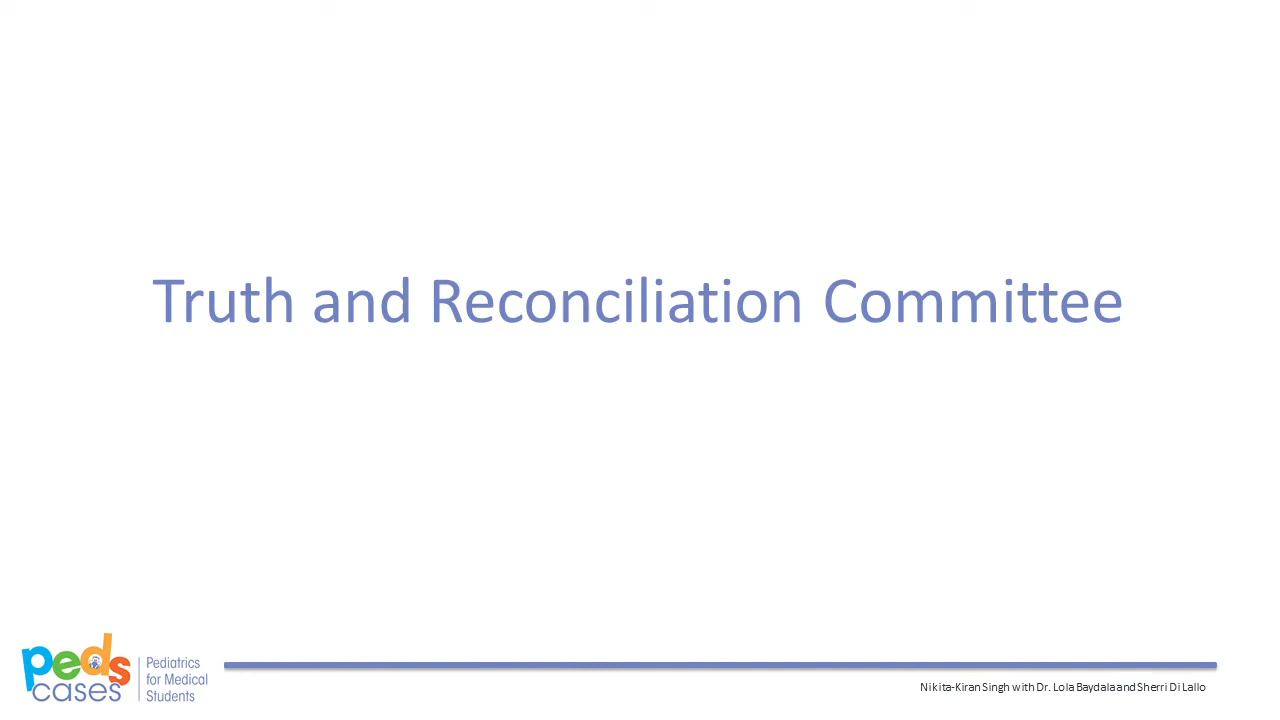 Truth and Reconciliation Committee
peds
cases
Pediatrics
for Medical
Students
Nikita-Kiran Singh with Dr. Lola Baydala and Sherri Di Lallo